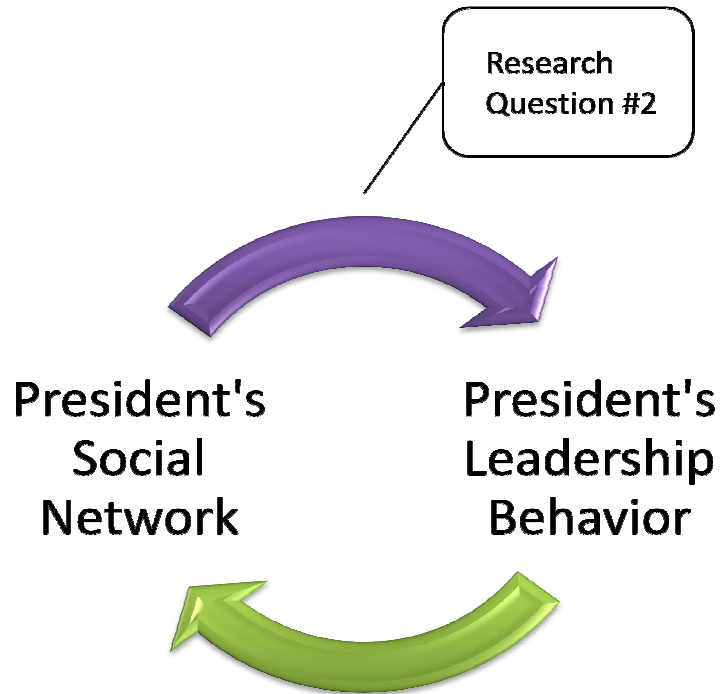 Research
Question #2
President's
Social
Network
President's
Leadership
Behavior